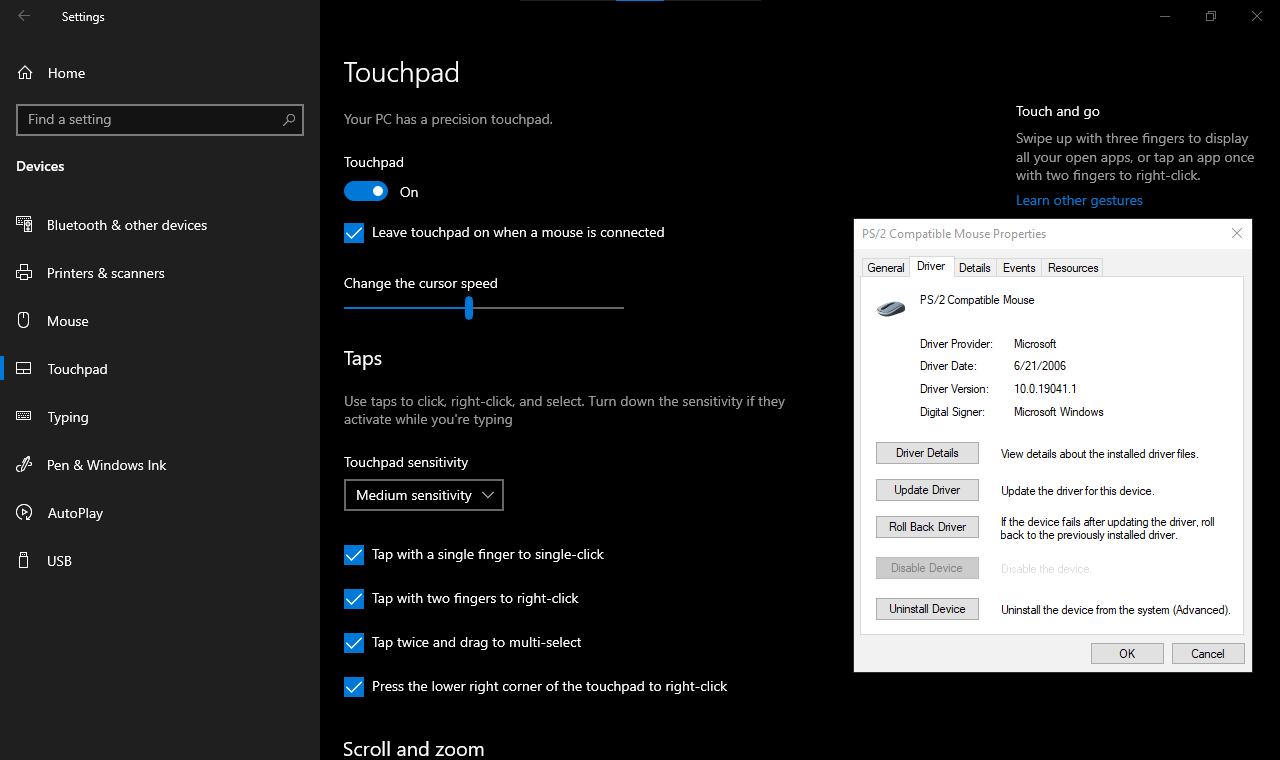 Settings
Home
Find a setting
Devices
Bluetooth & other devices
Printers & scanners
Mouse
Touchpad
Typing
Pen & Windows Ink
AutoPlay
USB
Touchpad
Your PC has a precision touchpad.
Touchpad
On
Leave touchpad on when a mouse is connected
Change the cursor speed
Taps
Use taps to click, right-click, and select. Turn down the sensitivity if they
activate while you're typing
Touchpad sensitivity
Medium sensitivity
Tap with a single finger to single-click
Tap with two fingers to right-click
Tap twice and drag to multi-select
Press the lower right corner of the touchpad to right-click
Scroll and zoom
Touch and go
Swipe up with three fingers to display
all your open apps, or tap an app once
with two fingers to right-click.
Learn other gestures
PS/2 Compatible Mouse Properties
General Driver Details Events Resources
PS/2 Compatible Mouse
Driver Provider: Microsoft
Driver Date: 6/21/2006
Driver Version: 10.0.19041.1
Digital Signer: Microsoft Windows
Driver Details View details about the installed driver files.
Update Driver Update the driver for this device.
Roll Back Driver If the device fails after updating the driver, roll
back to the previously installed driver.
Disable Device Disable the device.
Uninstall Device Uninstall the device from the system (Advanced).
OK Cancel